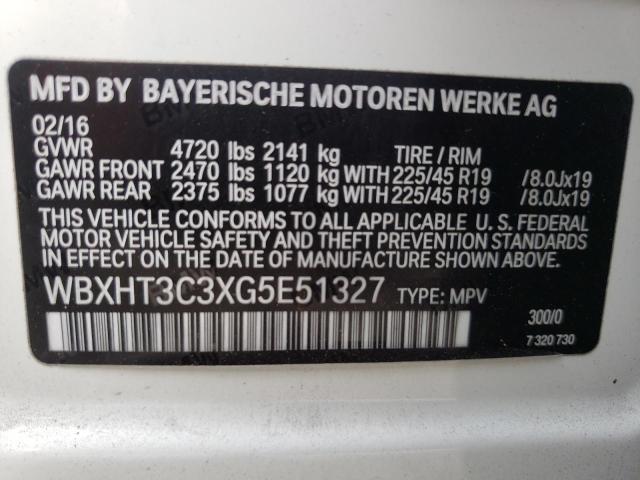 MFD BY BAYERISCHE MOTOREN WERKE AG
02/16
GVWR 4720 lbs 2141 kg TIRE / RIM
GAWR FRONT 2470 lbs 1120 kg WITH 225/45 R19 /8.0Jx19
GAWR REAR 2375 lbs 1077 kg WITH 225/45 R19 /8.0Jx19
THIS VEHICLE CONFORMS TO ALL APPLICABLE U. S. FEDERAL
MOTOR VEHICLE SAFETY AND THEFT PREVENTION STANDARDS
IN EFFECT ON THE DATE OF MANUFACTURE SHOWN ABOVE.
WBXHT3C3XG5E51327 TYPE: MPV 300/0
7 320 730